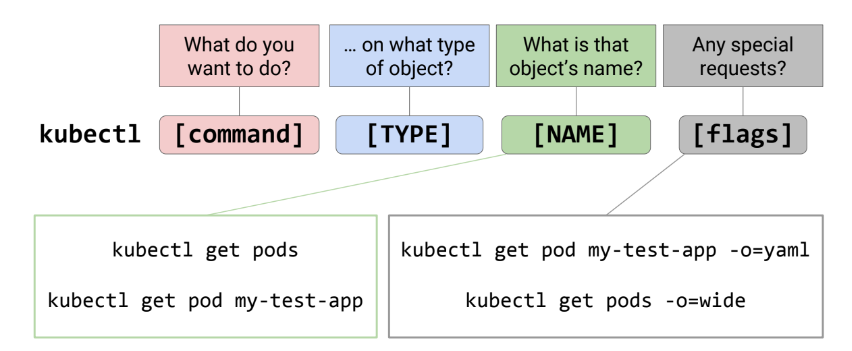 What do you
want to do?
… on what type
of object?
What is that
object's name?
Any special
requests?
kubectl [command] [TYPE] [NAME] [flags]
kubectl get pods
kubectl get pod my-test-app
kubectl get pod my-test-app -o=yaml
kubectl get pods -o=wide